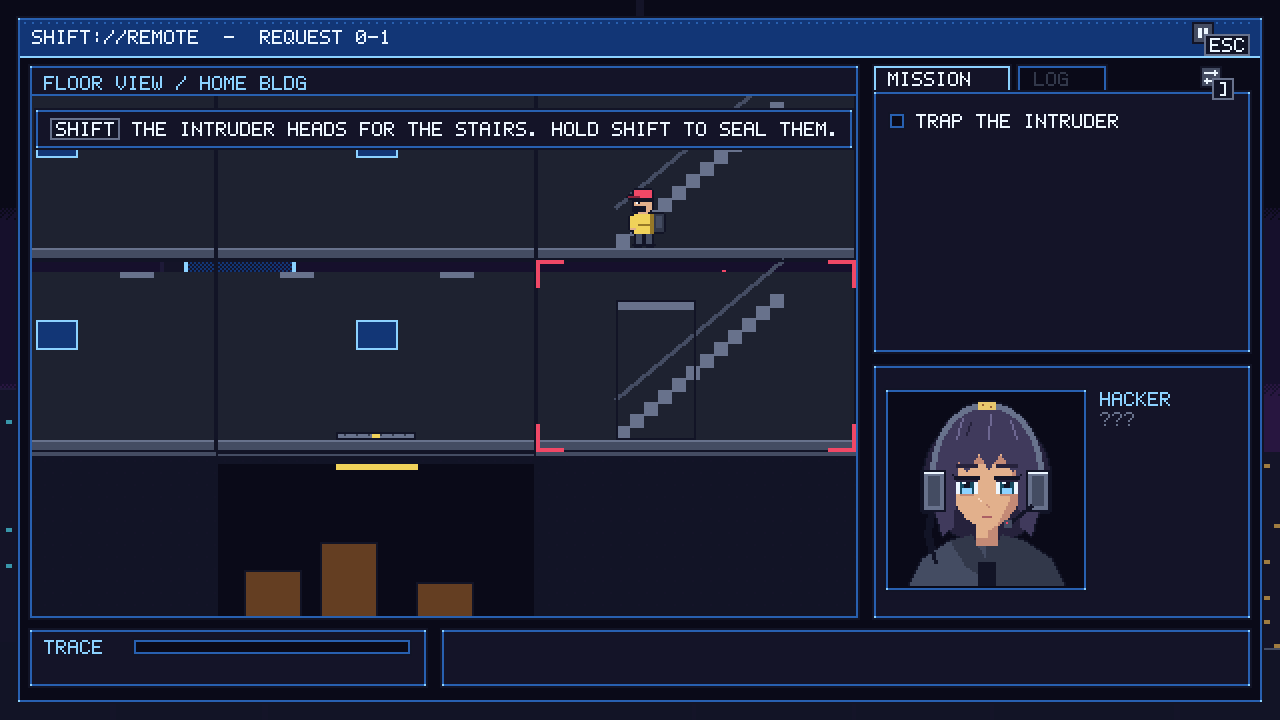 SHIFT://REMOTE - REQUEST 0-1
ESC
FLOOR VIEW / HOME BLDG
SHIFT THE INTRUDER HEADS FOR THE STAIRS. HOLD SHIFT TO SEAL THEM.
MISSION
LOG
]
TRAP THE INTRUDER
HACKER
???
TRACE